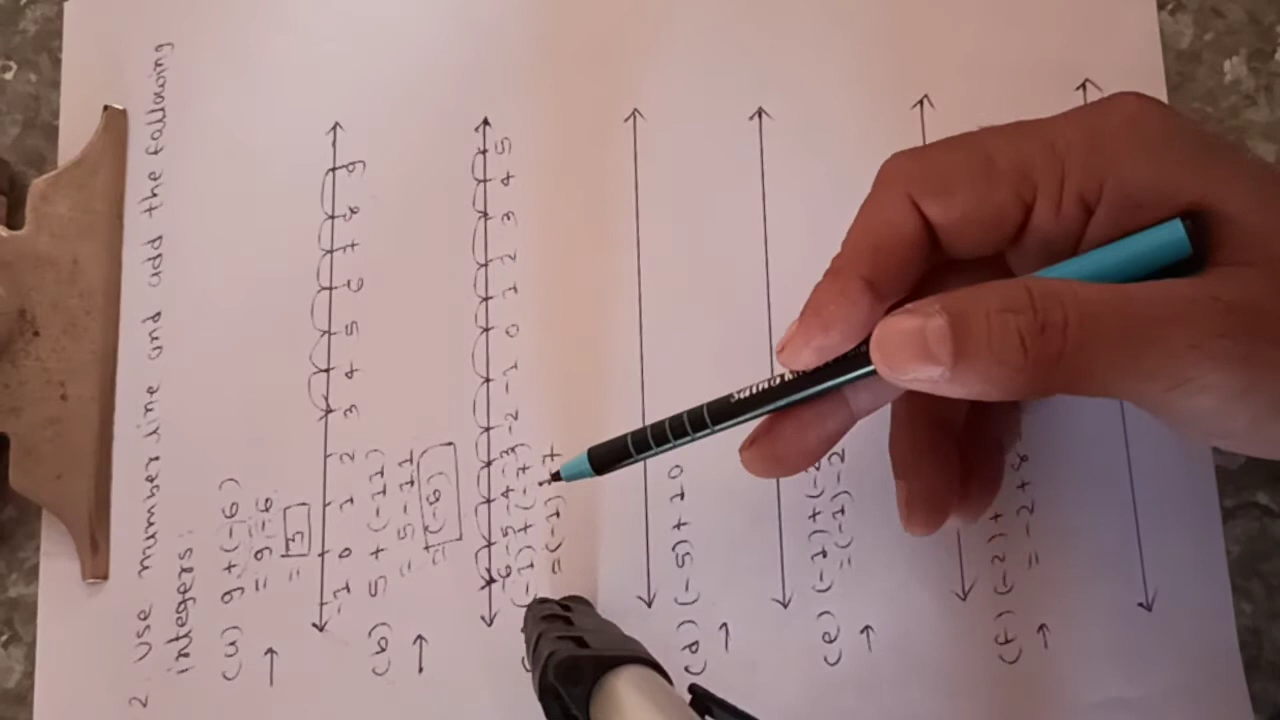 2. Use number line and add the following
integers:
(a) 9+(-6)
→ = 9-6
= 3
-1 0 1 2 3 4 5 6 7 8 9
(b) 5+(-11)
→ = 5-11
= (-6)
-6 -5 -4 -3 -2 -1 0 1 2 3 4 5
(-1)+(-7)
=(-1)-7
(d) (-5)+10
→
(e) (-1)+(-2
→ =(-1)-2
(f) (-2)+
→ = -2+8